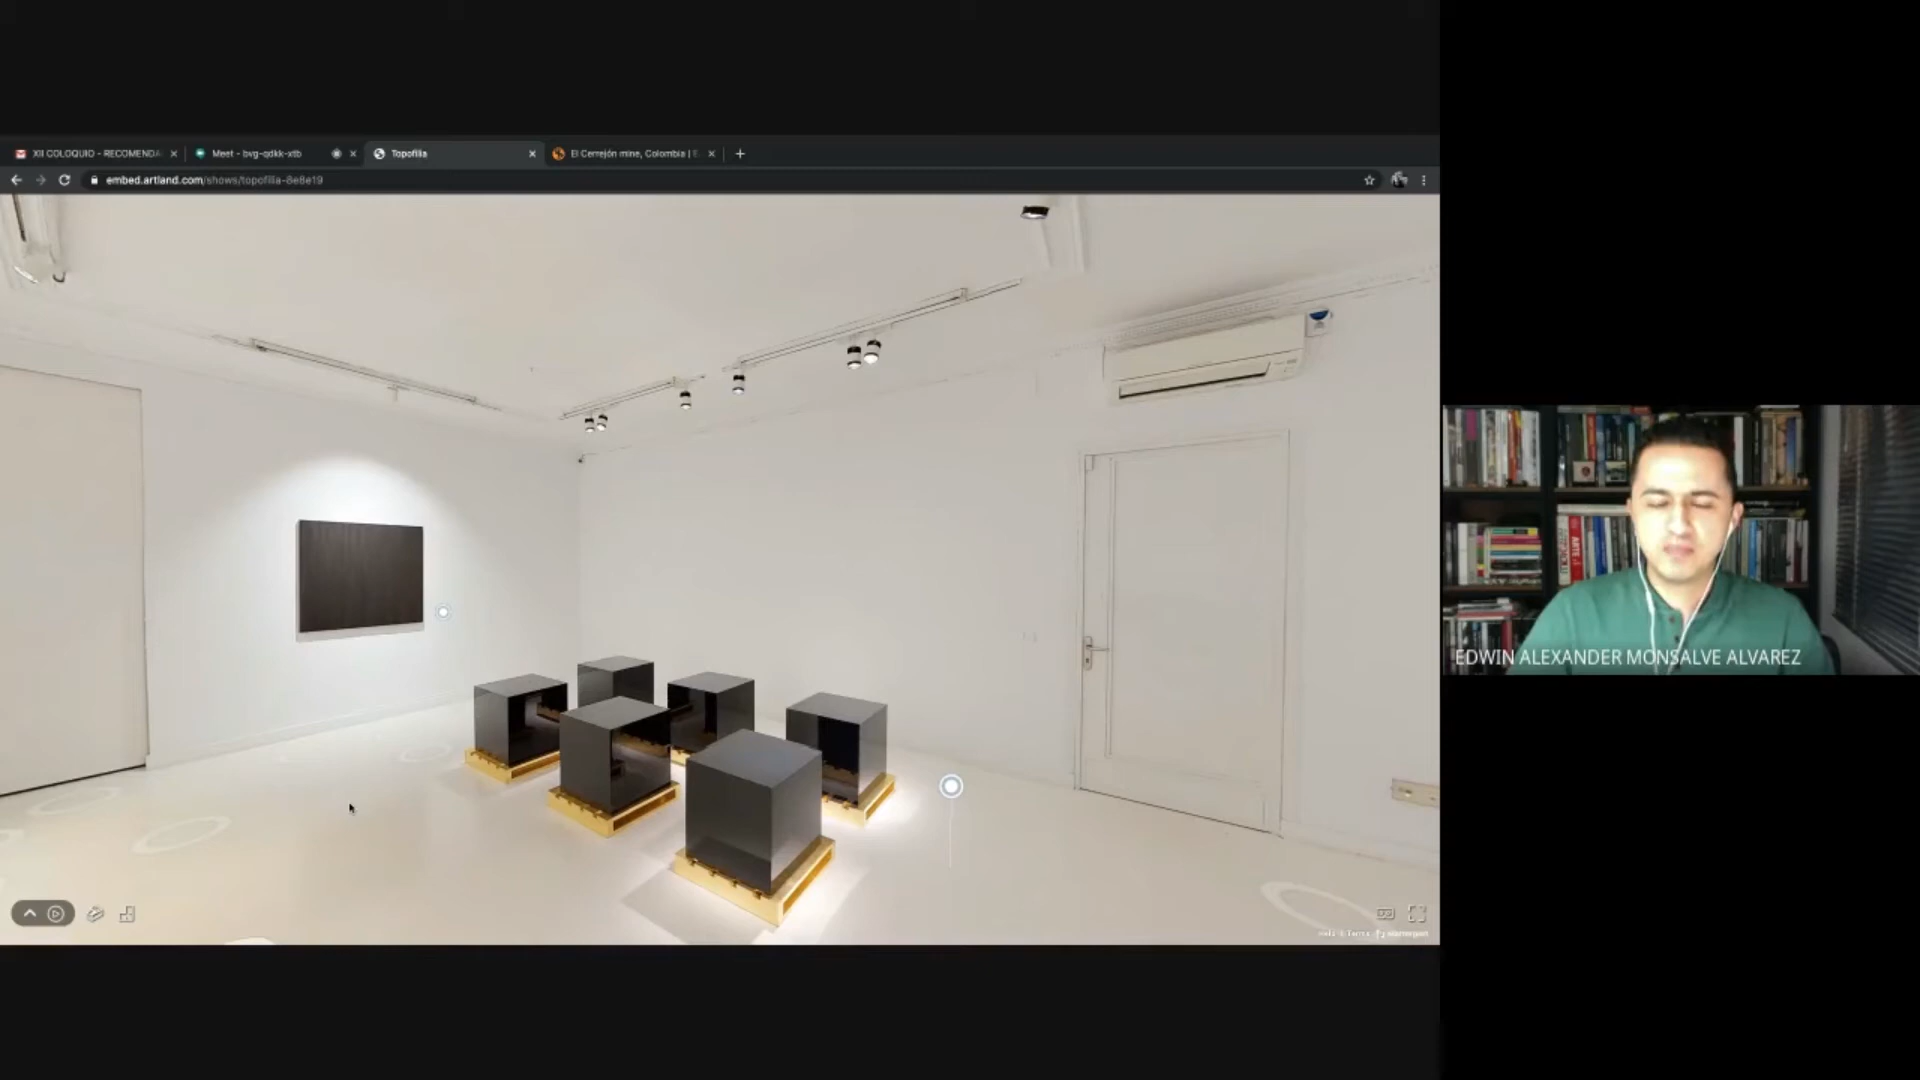 XII COLOQUIO - RECOMENDA
Meet - bvg-qdkk-xtb
Topofilia
El Cerrejón mine, Colombia |
embed.artland.com/shows/topofilia-8e8e19
ARTE
EDWIN ALEXANDER MONSALVE ALVAREZ